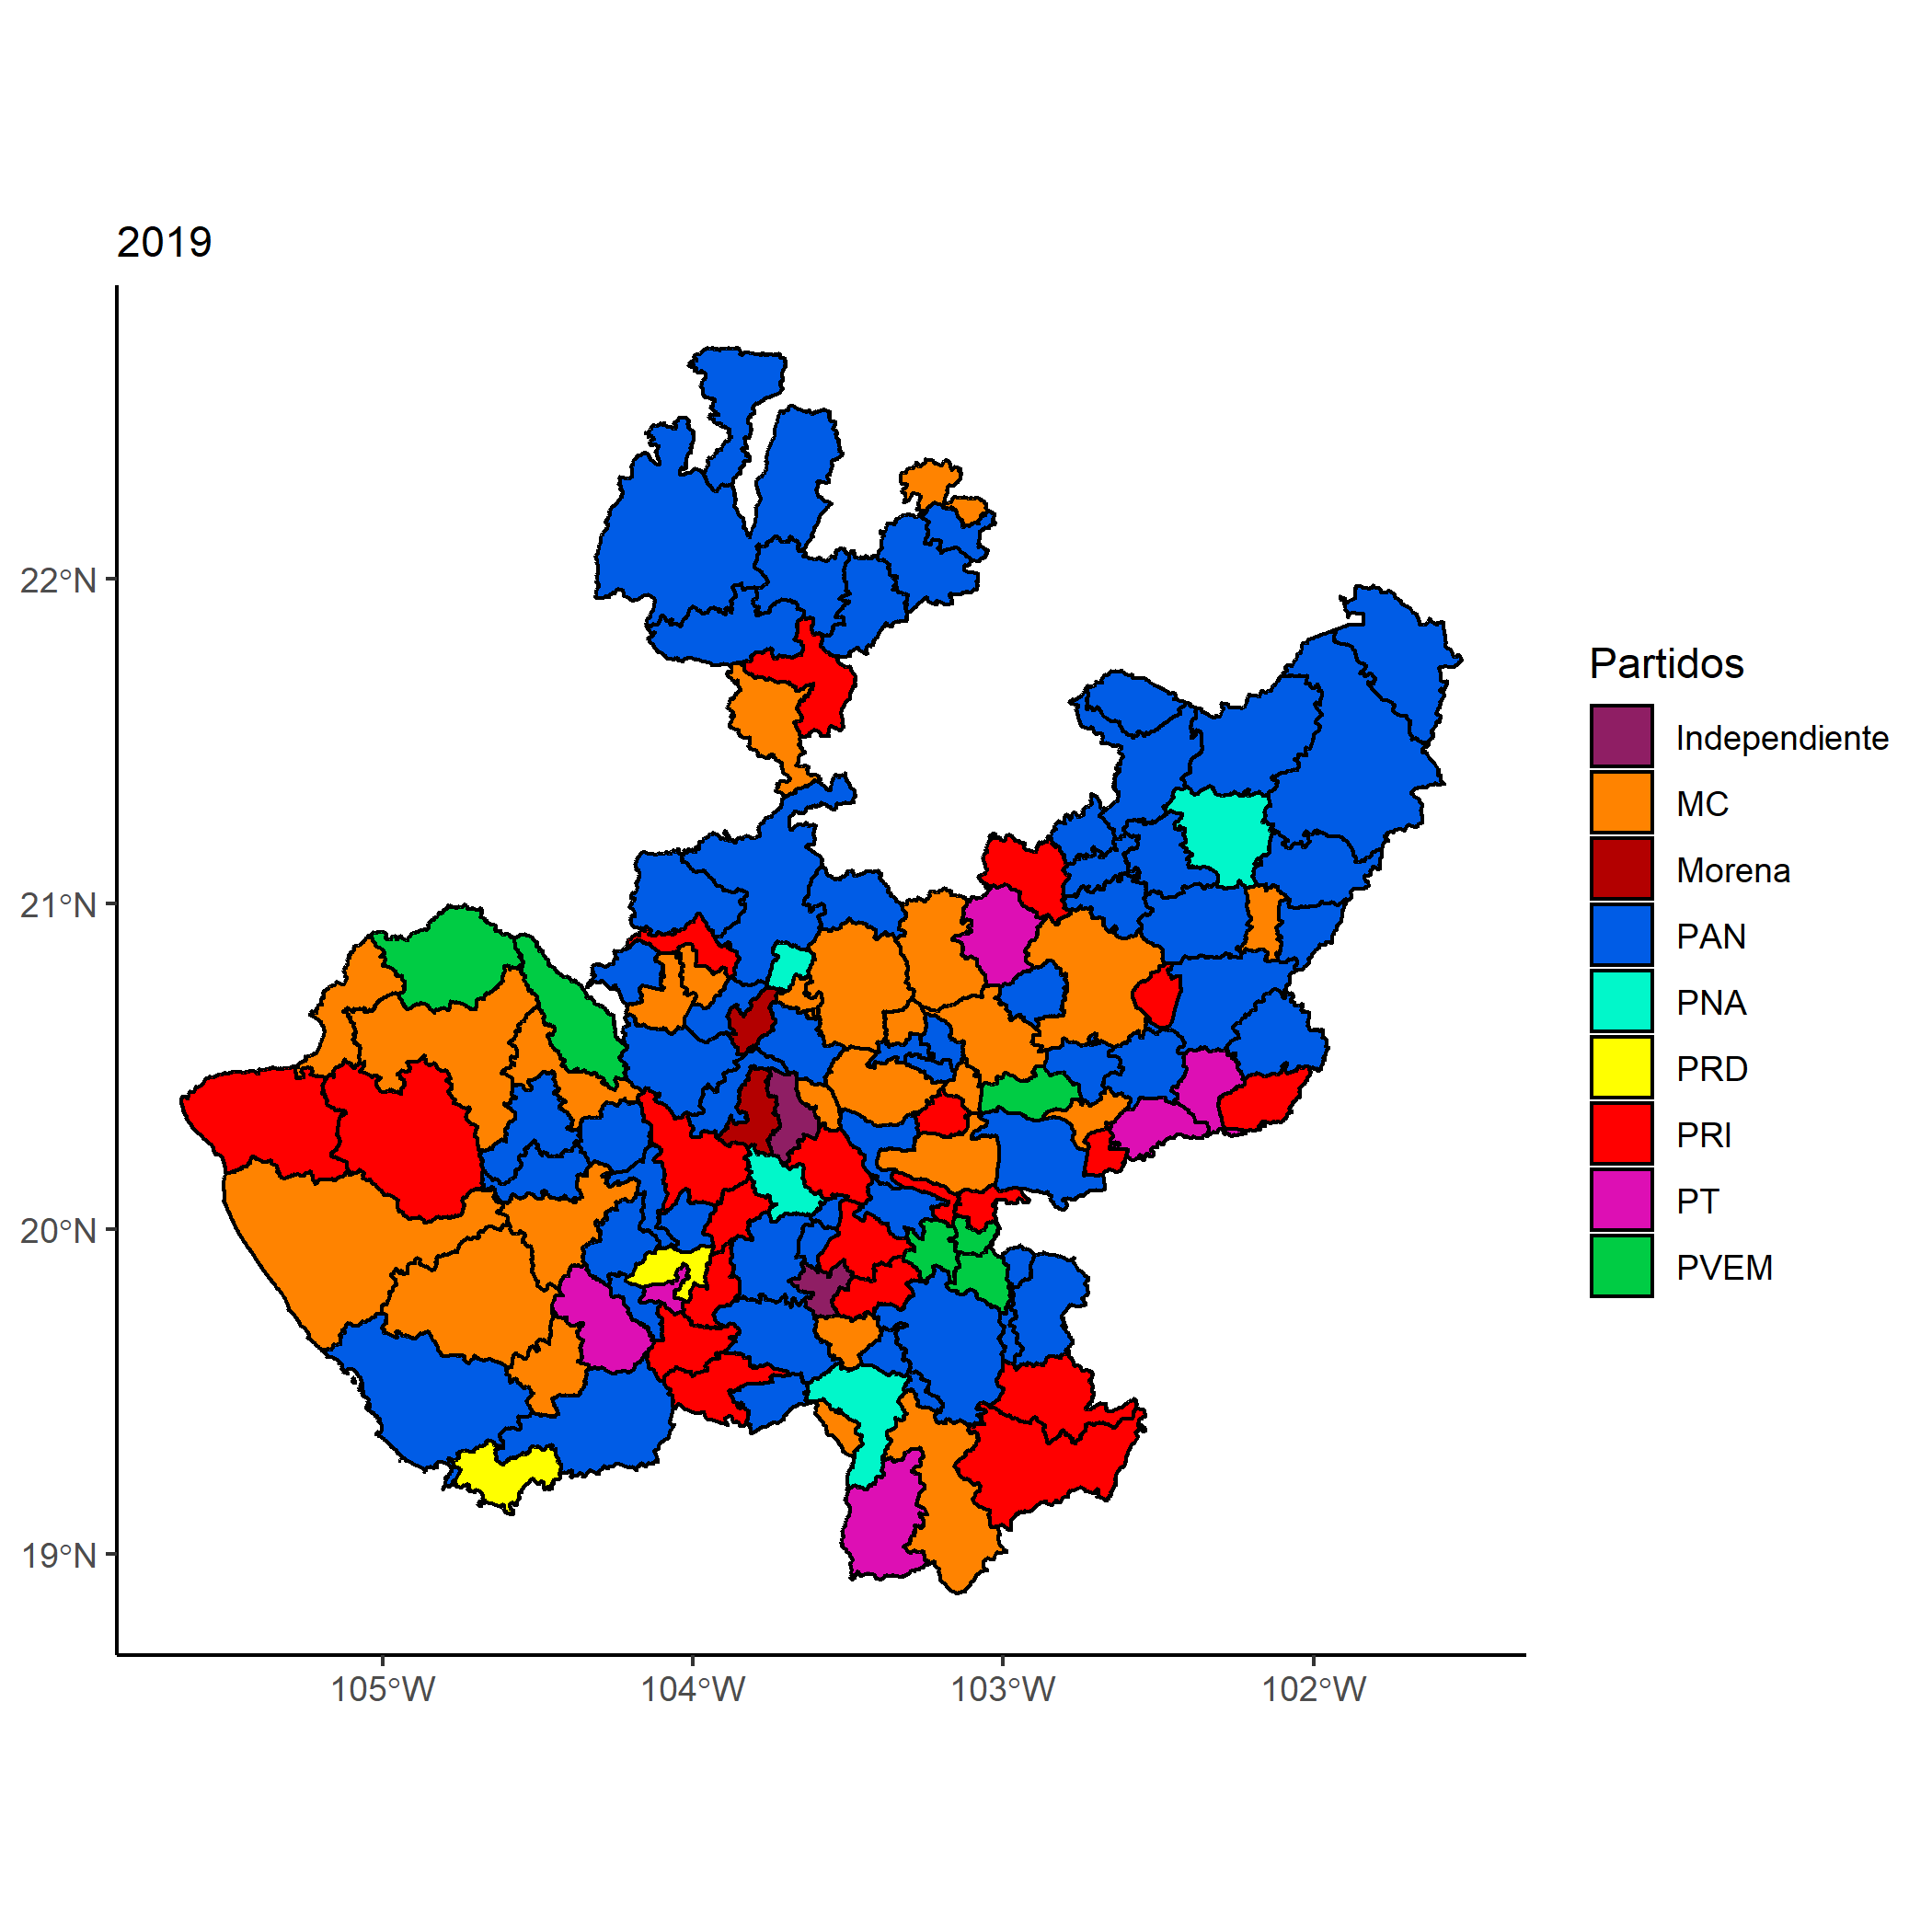 2019
22°N
21°N
20°N
19°N
105°W
104°W
103°W
102°W
Partidos
Independiente
MC
Morena
PAN
PNA
PRD
PRI
PT
PVEM